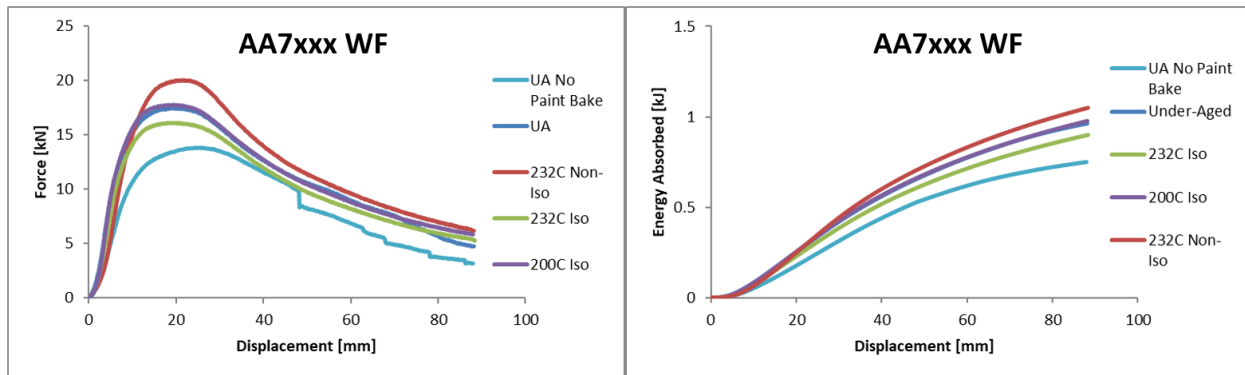 AA7xxx WF
Force [kN]
25
20
15
10
5
0
0 20 40 60 80 100
Displacement [mm]
UA No
Paint Bake
UA
232C Non-
Iso
232C Iso
200C Iso
AA7xxx WF
Energy Absorbed [kJ]
1.5
1
0.5
0
0 20 40 60 80 100
Displacement [mm]
UA No Paint
Bake
Under-Aged
232C Iso
200C Iso
232C Non-
Iso